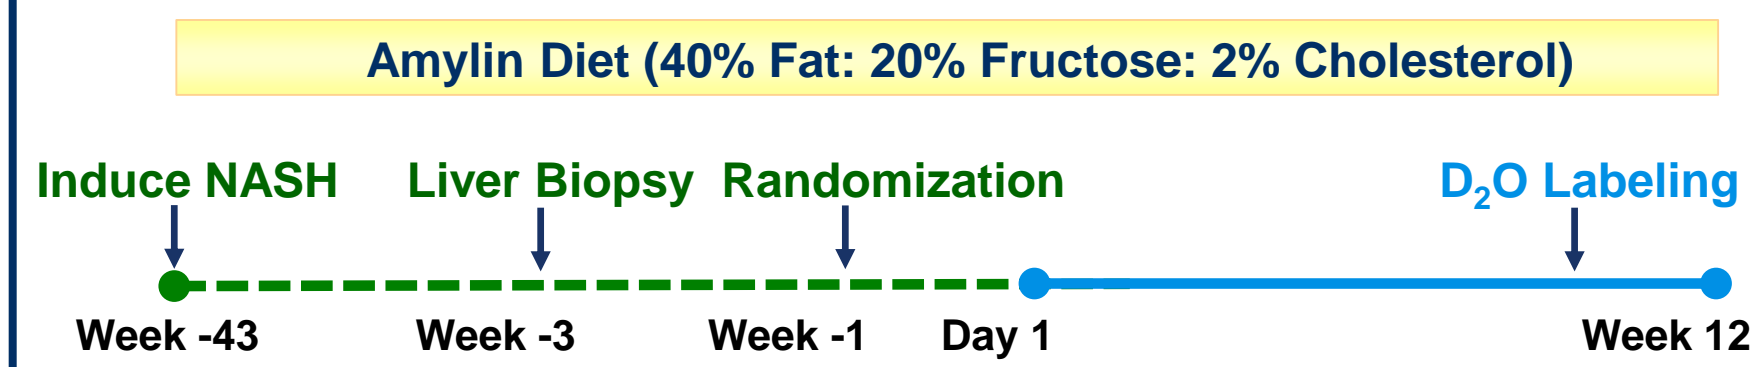 Amylin Diet (40% Fat: 20% Fructose: 2% Cholesterol)
Induce NASH Liver Biopsy Randomization D₂O Labeling
Week -43 Week -3 Week -1 Day 1 Week 12